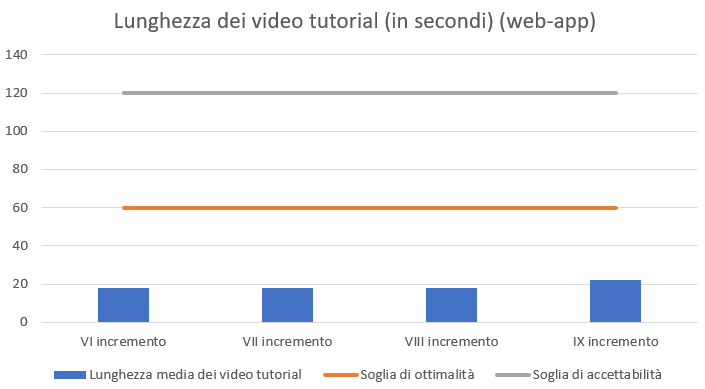 Lunghezza dei video tutorial (in secondi) (web-app)
140
120
100
80
60
40
20
0
VI incremento VII incremento VIII incremento IX incremento
Lunghezza media dei video tutorial Soglia di ottimalità Soglia di accettabilità